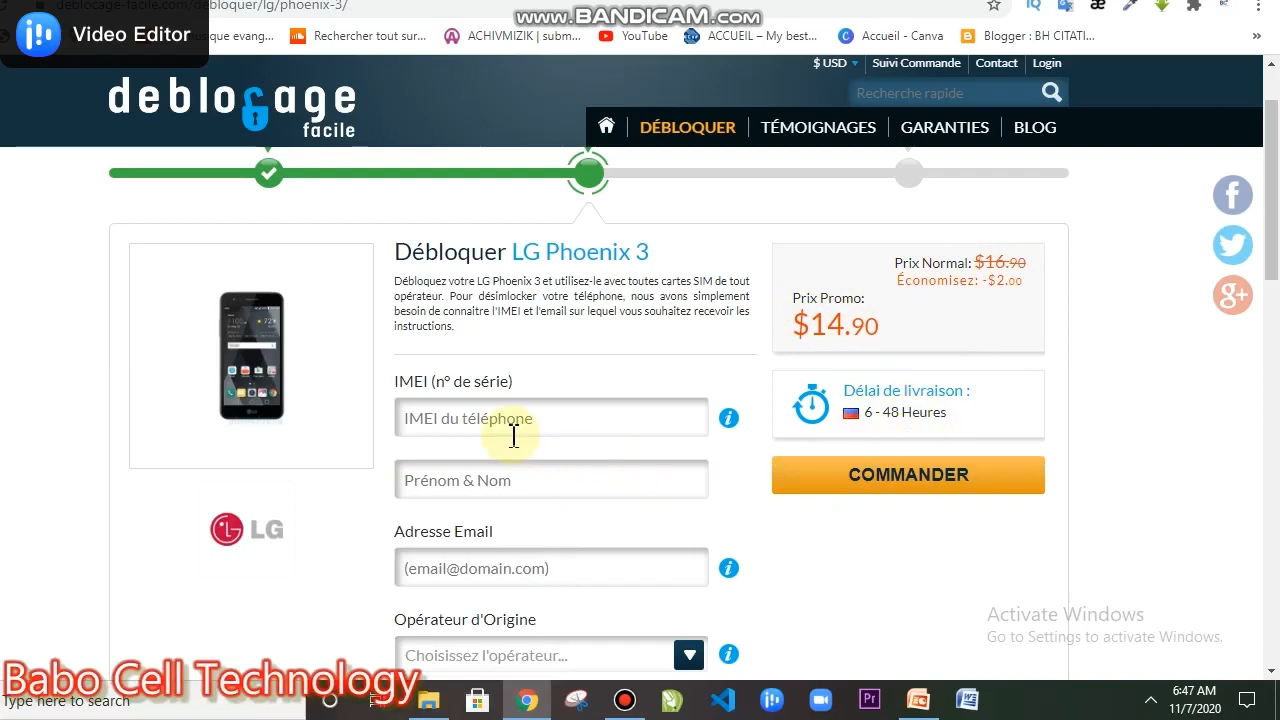 www.BANDICAM.com
deblocage-facile.com/debloquer/lg/phoenix-3/
Video Editor
usique evang...
Rechercher tout sur...
ACHIVMIZIK | subm...
YouTube
ACCUEIL – My best...
Accueil - Canva
Blogger : BH CITATI...
»
$ USD
Suivi Commande
Contact
Login
deblocage
facile
Recherche rapide
DÉBLOQUER
TÉMOIGNAGES
GARANTIES
BLOG
Débloquer LG Phoenix 3
Débloquez votre LG Phoenix 3 et utilisez-le avec toutes cartes SIM de tout
opérateur. Pour désimlocker votre téléphone, nous avons simplement
besoin de connaitre l'IMEI et l'email sur lequel vous souhaitez recevoir les
instructions.
Prix Normal: $16.90
Économisez: -$2.00
Prix Promo:
$14.90
IMEI (n° de série)
IMEI du téléphone
Délai de livraison :
6 - 48 Heures
COMMANDER
Prénom & Nom
LG
Adresse Email
(email@domain.com)
Opérateur d'Origine
Choisissez l'opérateur...
Activate Windows
Go to Settings to activate Windows.
Babo Cell Technology
Type here to search
6:47 AM
11/7/2020